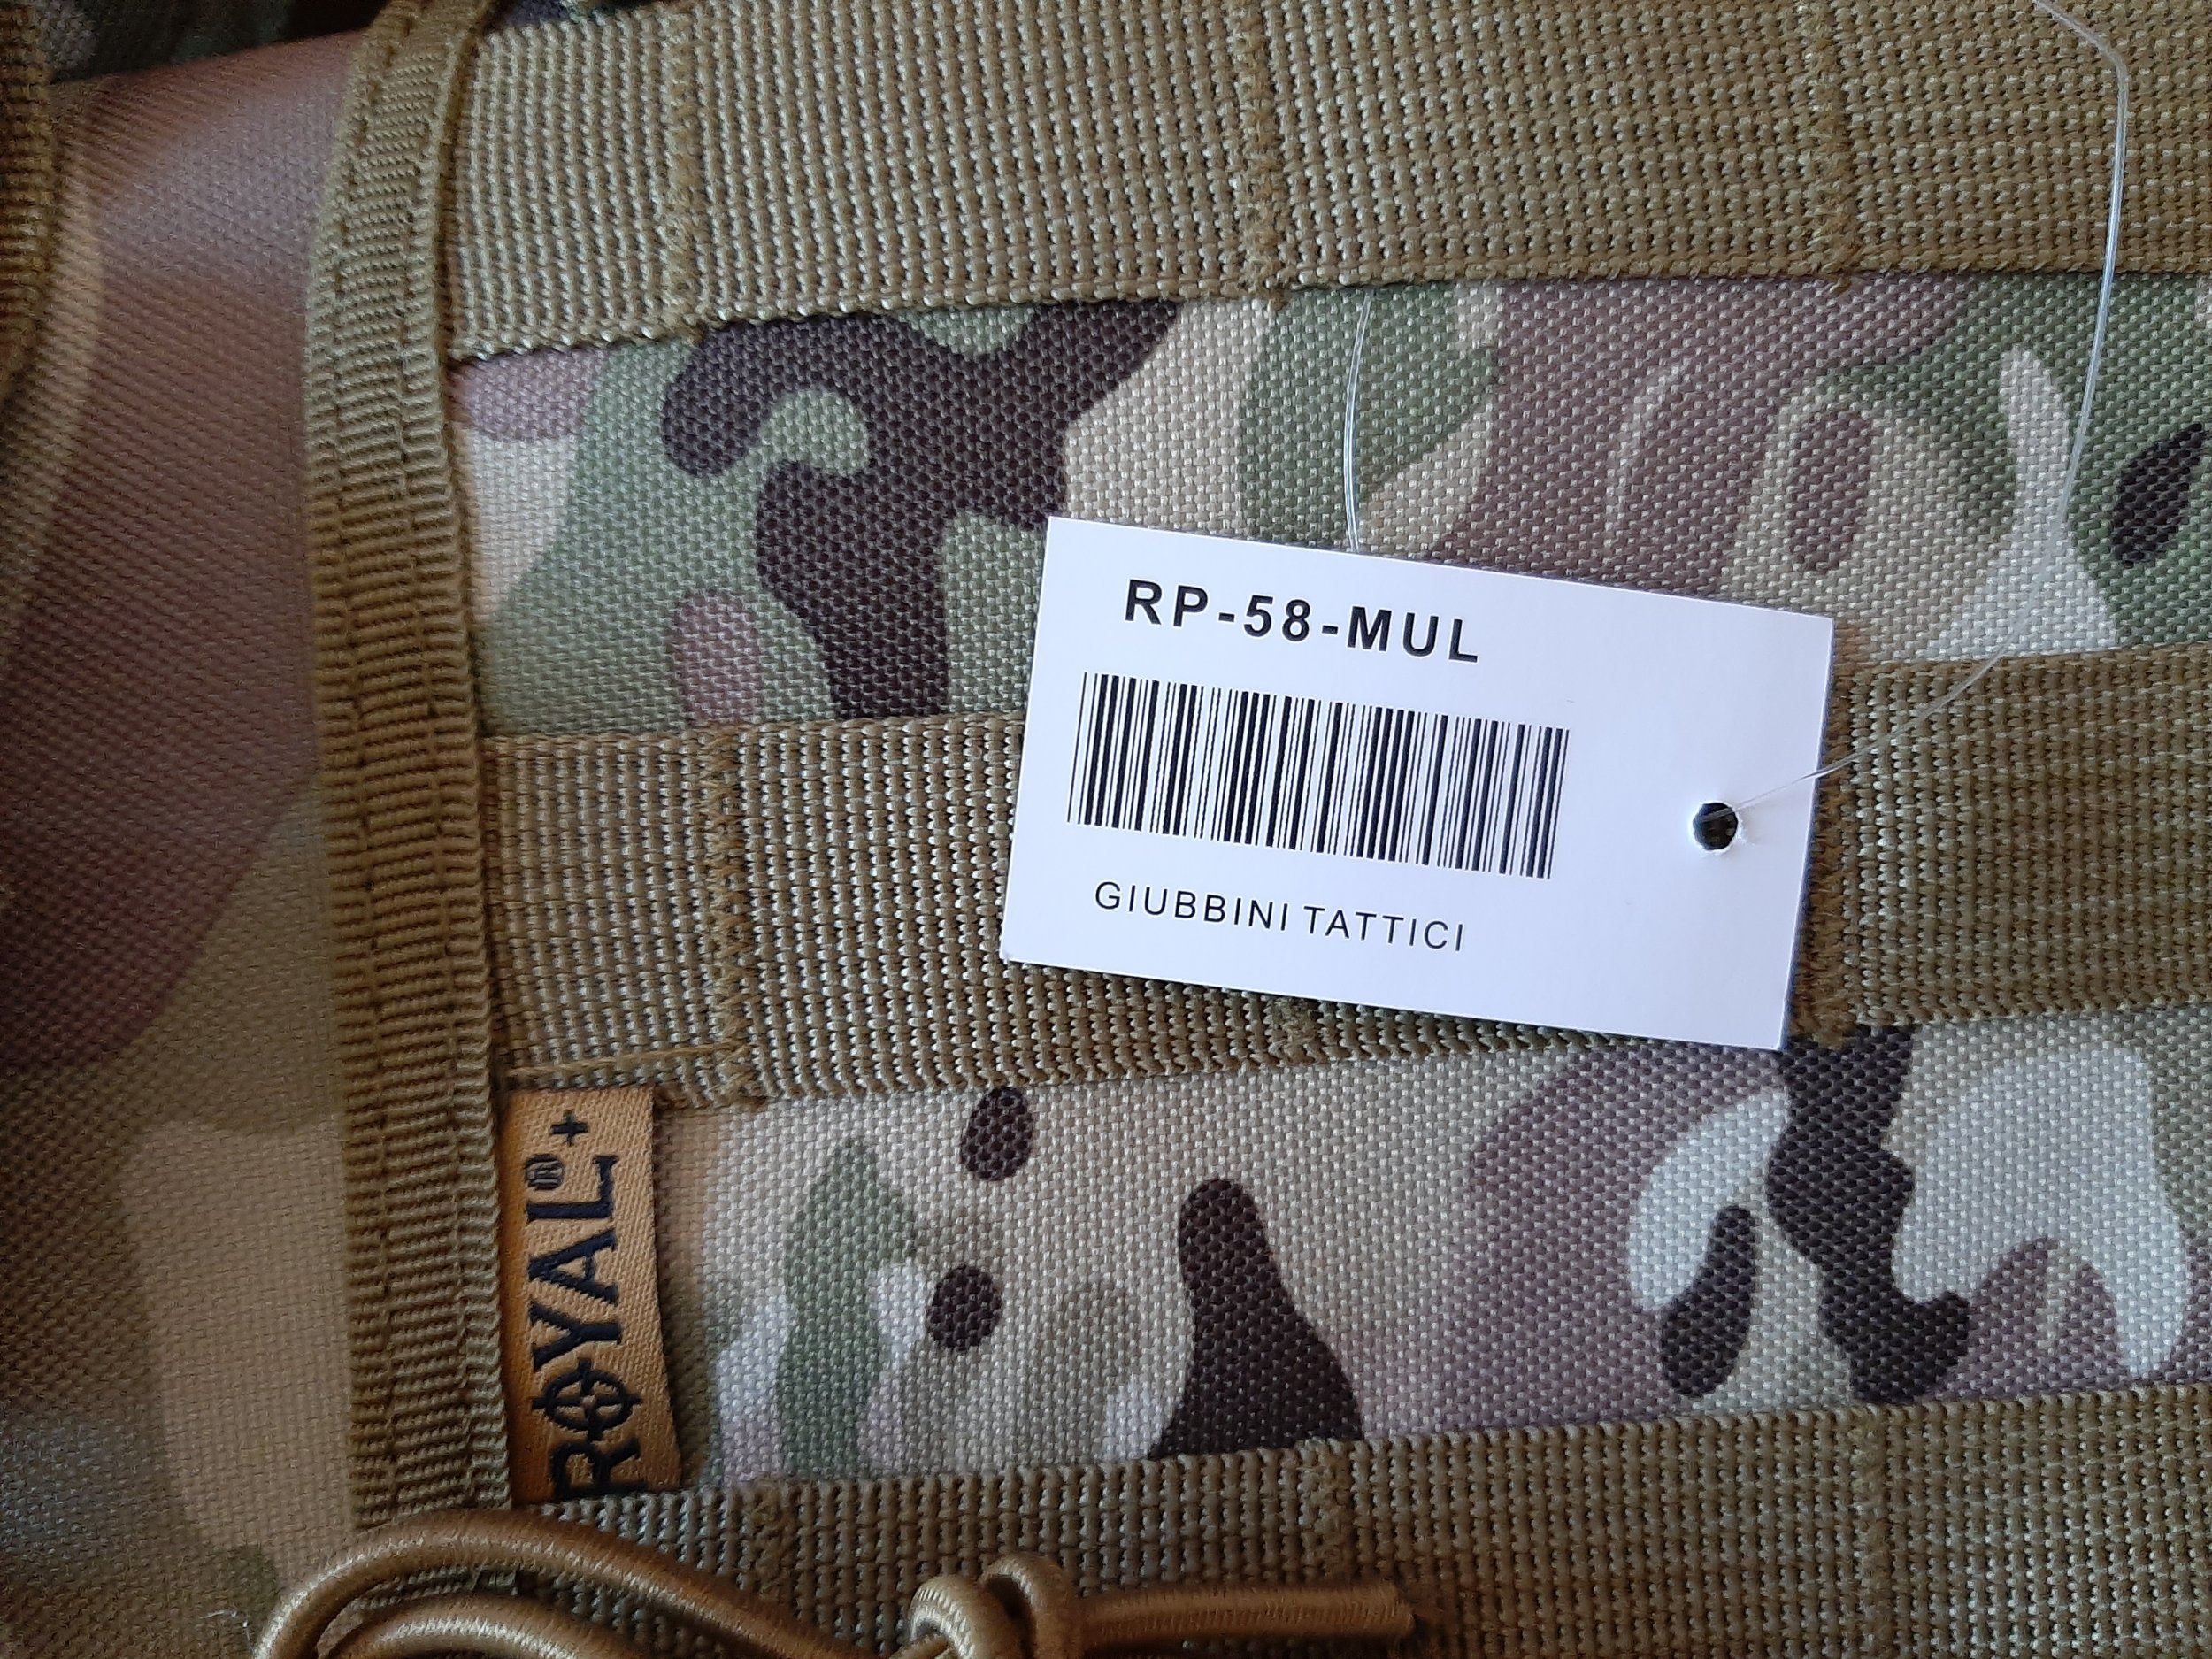 RP-58-MUL
GIUBBINI TATTICI
ROYAL®+